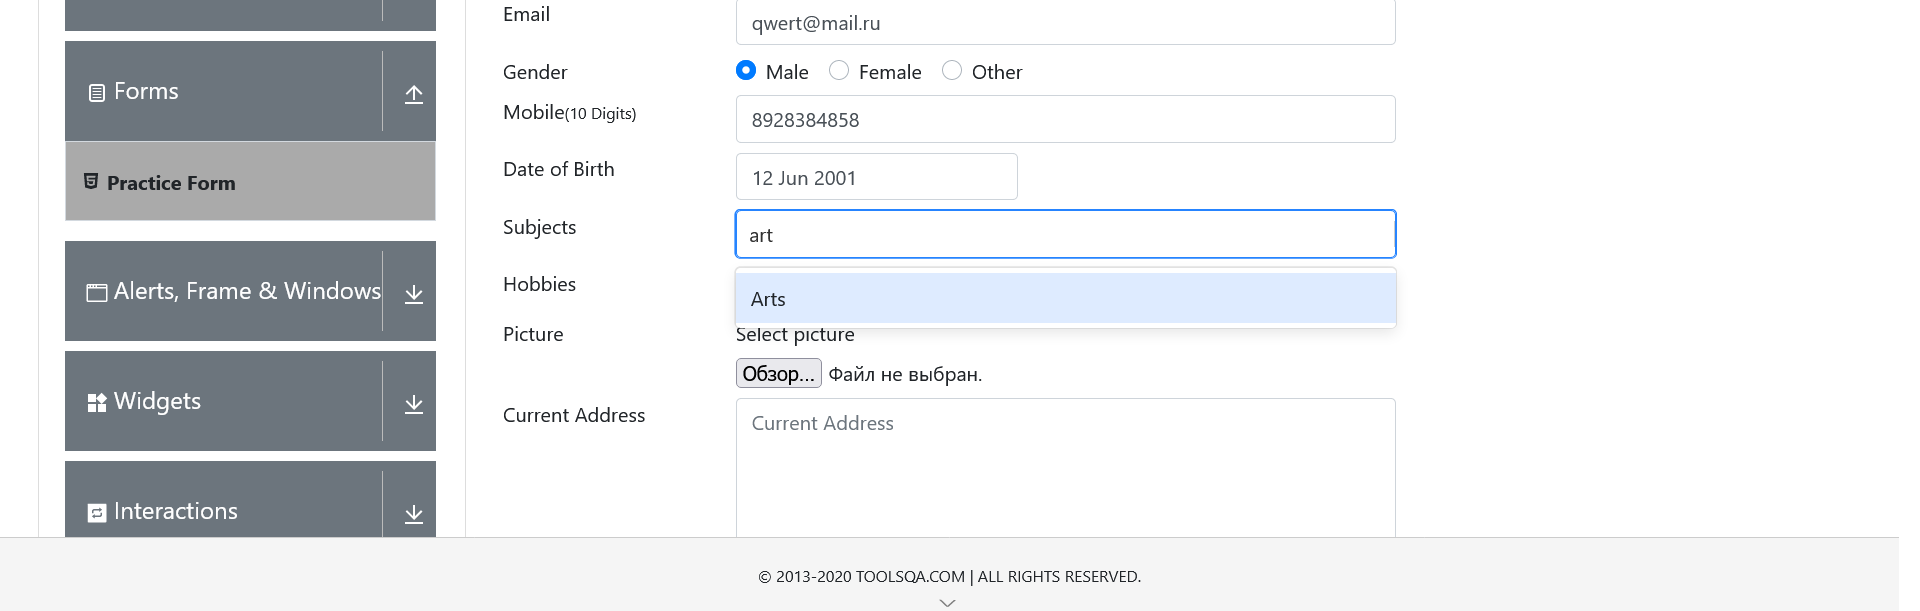 Forms
Practice Form
Alerts, Frame & Windows
Widgets
Interactions
Email
qwert@mail.ru
Gender
Male Female Other
Mobile(10 Digits)
8928384858
Date of Birth
12 Jun 2001
Subjects
art
Arts
Hobbies
Picture
Select picture
Обзор... Файл не выбран.
Current Address
Current Address
© 2013-2020 TOOLSQA.COM | ALL RIGHTS RESERVED.